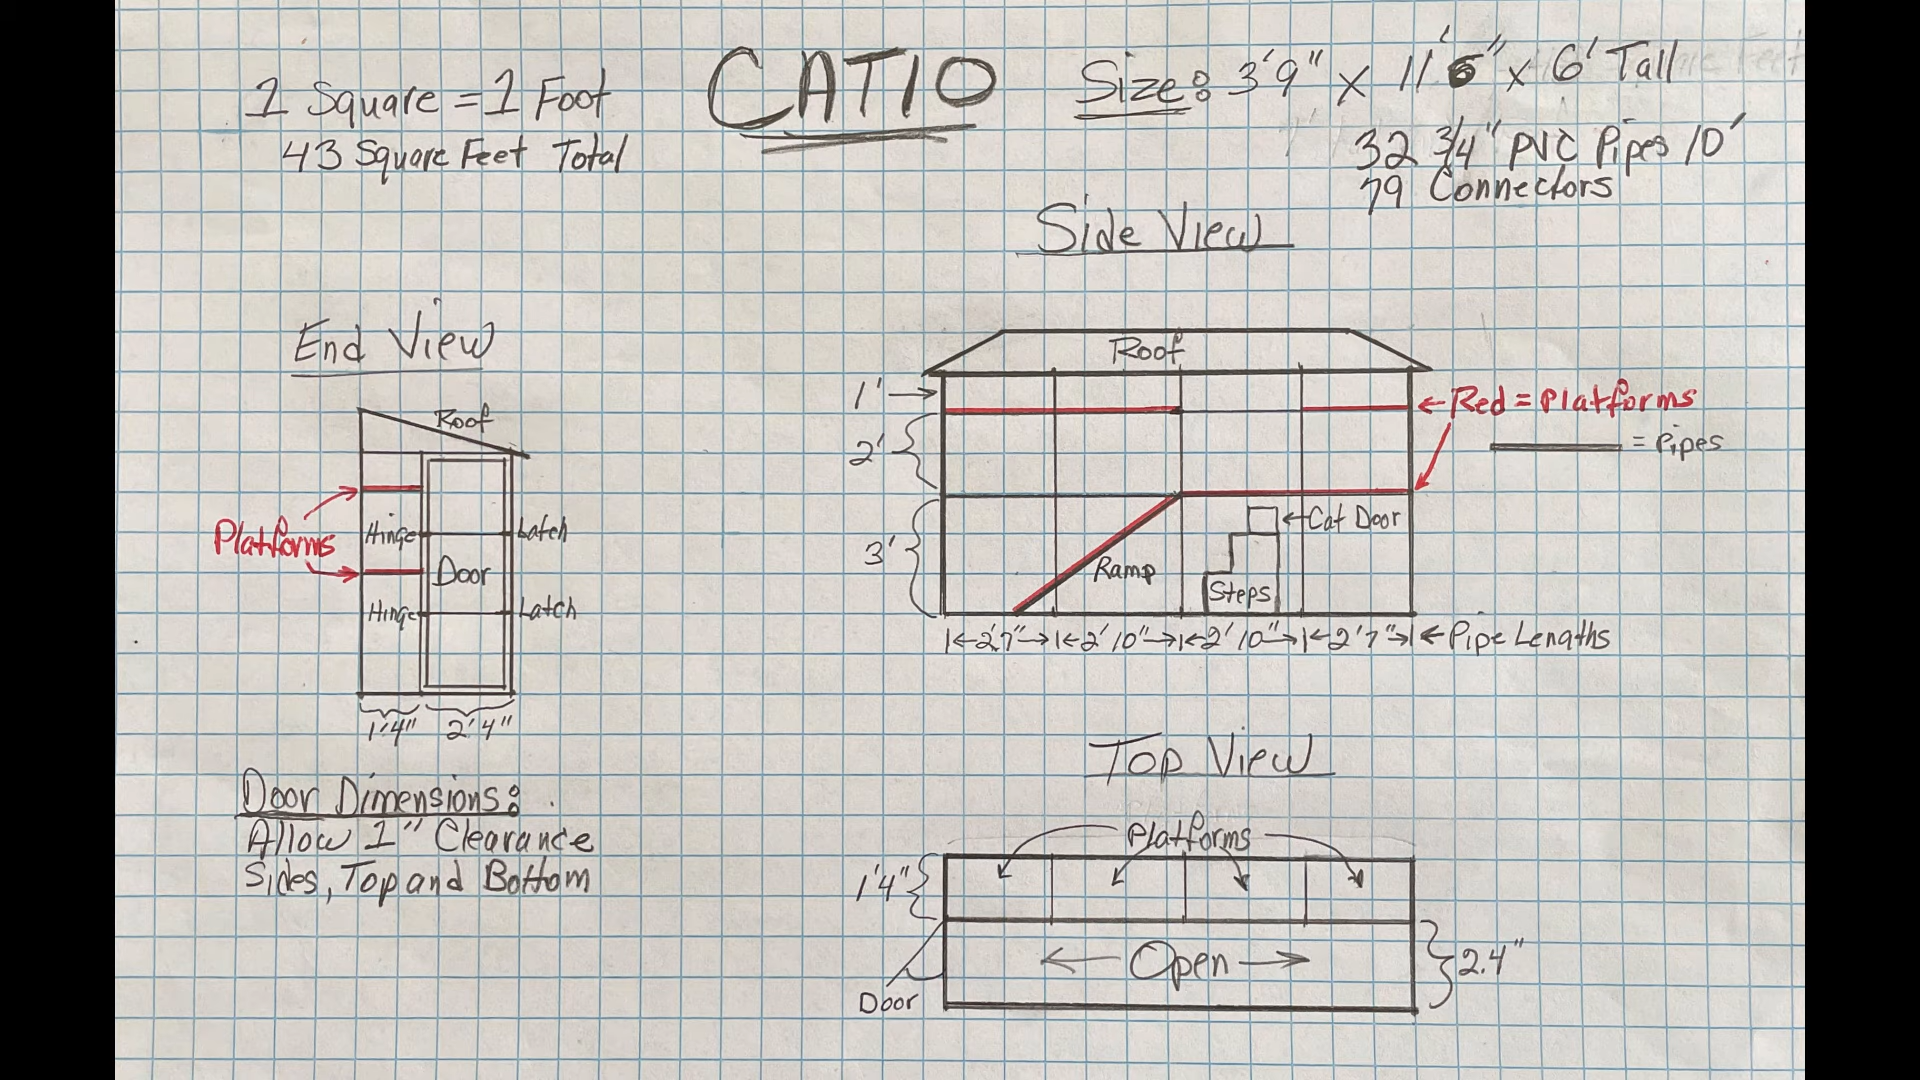 CATIO
1 Square = 1 Foot
43 Square Feet Total
Size: 3'9" x 11'6" x 6' Tall
32 3/4" PVC Pipes 10'
79 Connectors
Side View
End View
Roof
Roof
1'
2'
3'
← Red = Platforms
= Pipes
Platforms
Hinge
Latch
Door
Hinge
Latch
1'4" 2'4"
← Cat Door
Ramp
Steps
|←2'7"→|←2'10"→|←2'10"→|←2'7"→| ← Pipe Lengths
Top View
Door Dimensions:
Allow 1" Clearance
Sides, Top and Bottom
Platforms
1'4"
← Open →
2.4"
Door